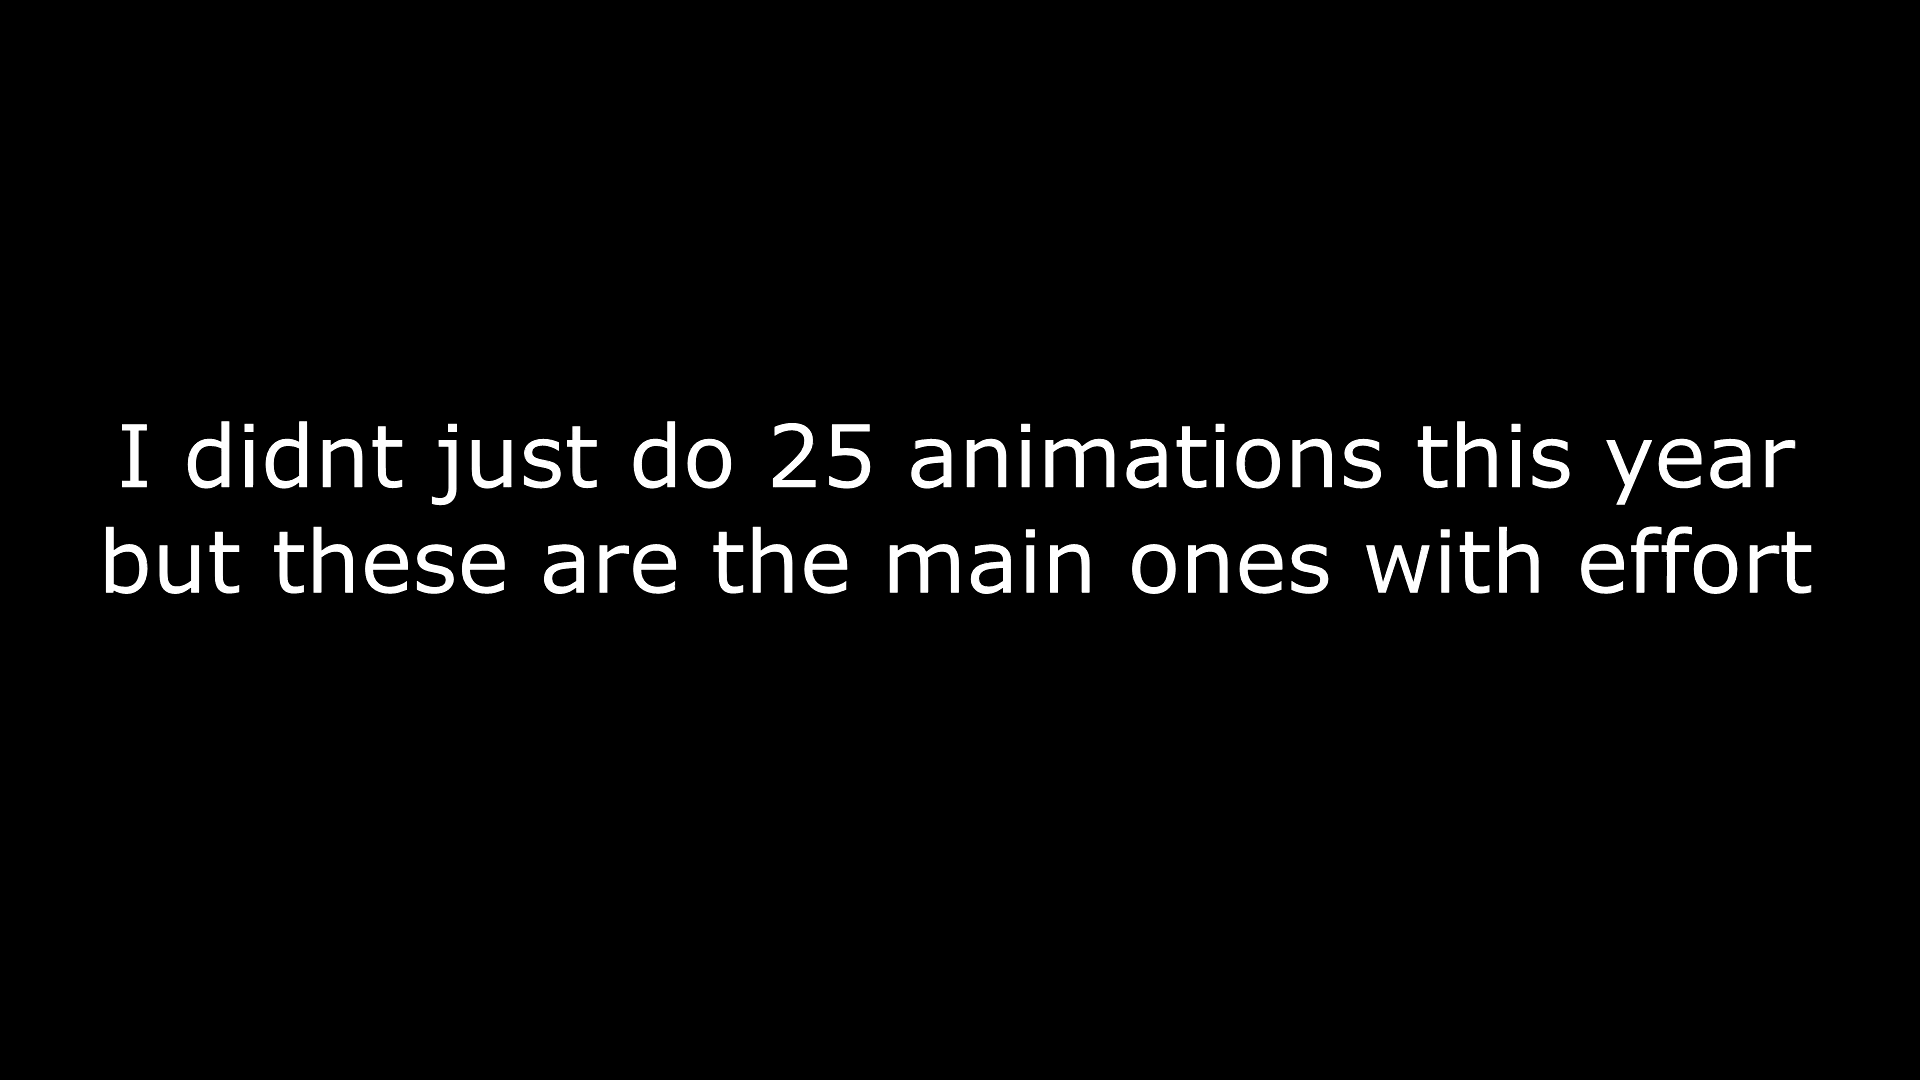 I didnt just do 25 animations this year
but these are the main ones with effort